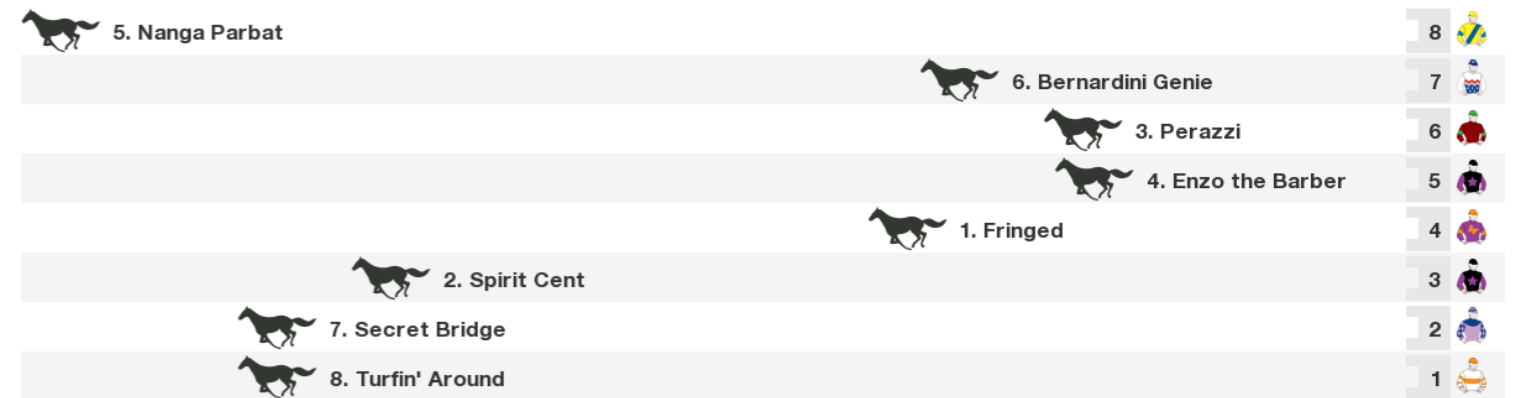 5. Nanga Parbat 8
6. Bernardini Genie 7
3. Perazzi 6
4. Enzo the Barber 5
1. Fringed 4
2. Spirit Cent 3
7. Secret Bridge 2
8. Turfin' Around 1